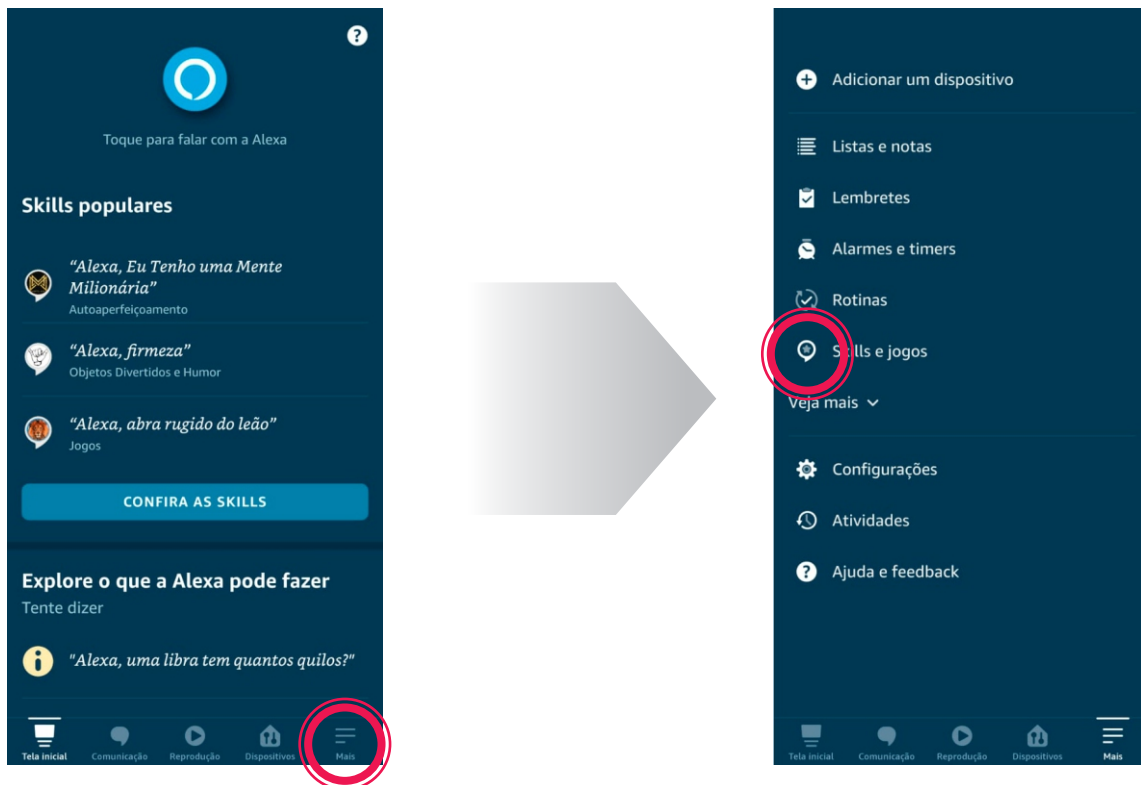 ?
Toque para falar com a Alexa
Skills populares
“Alexa, Eu Tenho uma Mente
Milionária”
Autoaperfeiçoamento
“Alexa, firmeza”
Objetos Divertidos e Humor
“Alexa, abra rugido do leão”
Jogos
CONFIRA AS SKILLS
Explore o que a Alexa pode fazer
Tente dizer
"Alexa, uma libra tem quantos quilos?"
Tela inicial
Comunicação
Reprodução
Dispositivos
Mais
Adicionar um dispositivo
Listas e notas
Lembretes
Alarmes e timers
Rotinas
Skills e jogos
Veja mais
Configurações
Atividades
? Ajuda e feedback
Tela inicial
Comunicação
Reprodução
Dispositivos
Mais